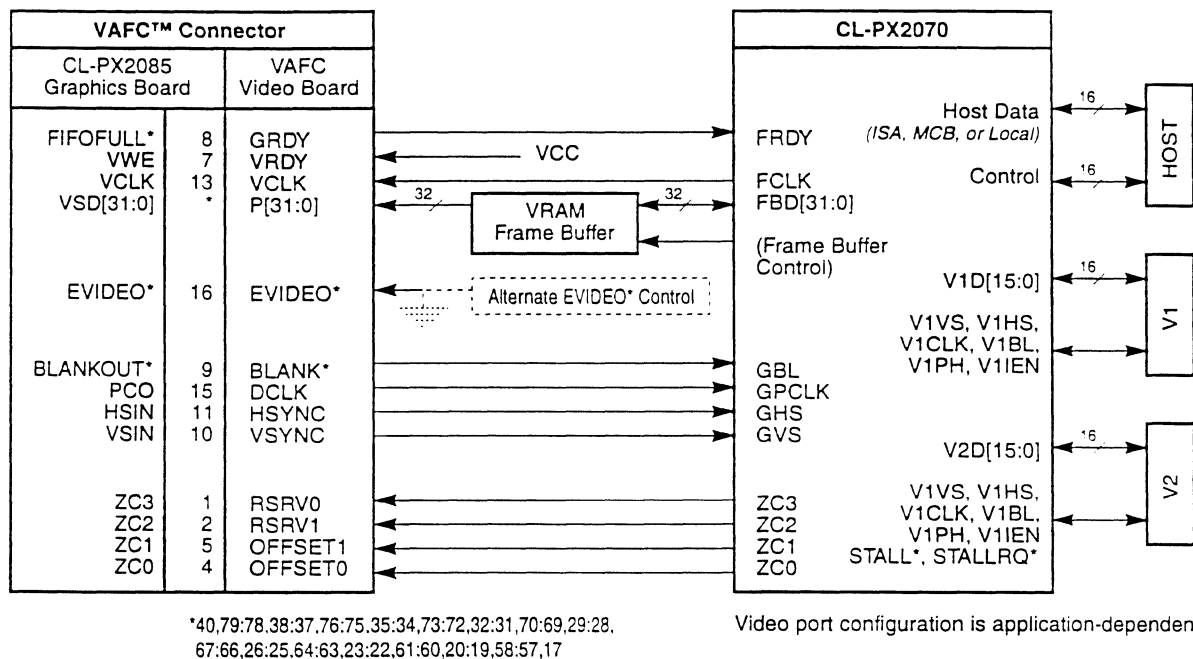 VAFC™ Connector
CL-PX2085 Graphics Board
VAFC Video Board
FIFOFULL* 8 GRDY
VWE 7 VRDY
VCLK 13 VCLK
VSD[31:0] * P[31:0]
EVIDEO* 16 EVIDEO*
BLANKOUT* 9 BLANK*
PCO 15 DCLK
HSIN 11 HSYNC
VSIN 10 VSYNC
ZC3 1 RSRV0
ZC2 2 RSRV1
ZC1 5 OFFSET1
ZC0 4 OFFSET0
VCC
32
VRAM
Frame Buffer
32
Alternate EVIDEO* Control
CL-PX2070
FRDY
FCLK
FBD[31:0]
(Frame Buffer
Control)
GBL
GPCLK
GHS
GVS
ZC3
ZC2
ZC1
ZC0
Host Data
(ISA, MCB, or Local)
Control
V1D[15:0]
V1VS, V1HS,
V1CLK, V1BL,
V1PH, V1IEN
V2D[15:0]
V1VS, V1HS,
V1CLK, V1BL,
V1PH, V1IEN
STALL*, STALLRQ*
16
16
HOST
16
V1
16
V2
*40,79:78,38:37,76:75,35:34,73:72,32:31,70:69,29:28,
67:66,26:25,64:63,23:22,61:60,20:19,58:57,17
Video port configuration is application-dependen